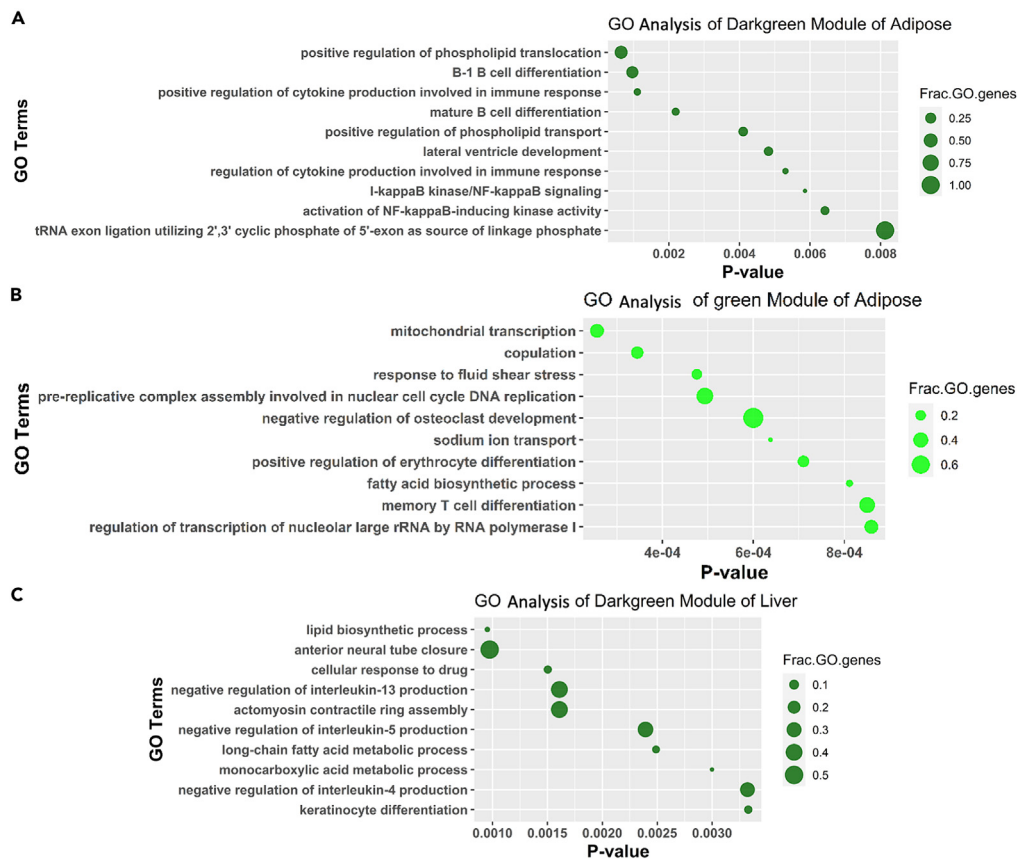 A
GO Analysis of Darkgreen Module of Adipose
GO Terms
positive regulation of phospholipid translocation
B-1 B cell differentiation
positive regulation of cytokine production involved in immune response
mature B cell differentiation
positive regulation of phospholipid transport
lateral ventricle development
regulation of cytokine production involved in immune response
I-kappaB kinase/NF-kappaB signaling
activation of NF-kappaB-inducing kinase activity
tRNA exon ligation utilizing 2',3' cyclic phosphate of 5'-exon as source of linkage phosphate
0.002 0.004 0.006 0.008
P-value
Frac.GO.genes
0.25
0.50
0.75
1.00
B
GO Analysis of green Module of Adipose
GO Terms
mitochondrial transcription
copulation
response to fluid shear stress
pre-replicative complex assembly involved in nuclear cell cycle DNA replication
negative regulation of osteoclast development
sodium ion transport
positive regulation of erythrocyte differentiation
fatty acid biosynthetic process
memory T cell differentiation
regulation of transcription of nucleolar large rRNA by RNA polymerase I
4e-04 6e-04 8e-04
P-value
Frac.GO.genes
0.2
0.4
0.6
C
GO Analysis of Darkgreen Module of Liver
GO Terms
lipid biosynthetic process
anterior neural tube closure
cellular response to drug
negative regulation of interleukin-13 production
actomyosin contractile ring assembly
negative regulation of interleukin-5 production
long-chain fatty acid metabolic process
monocarboxylic acid metabolic process
negative regulation of interleukin-4 production
keratinocyte differentiation
0.0010 0.0015 0.0020 0.0025 0.0030
P-value
Frac.GO.genes
0.1
0.2
0.3
0.4
0.5